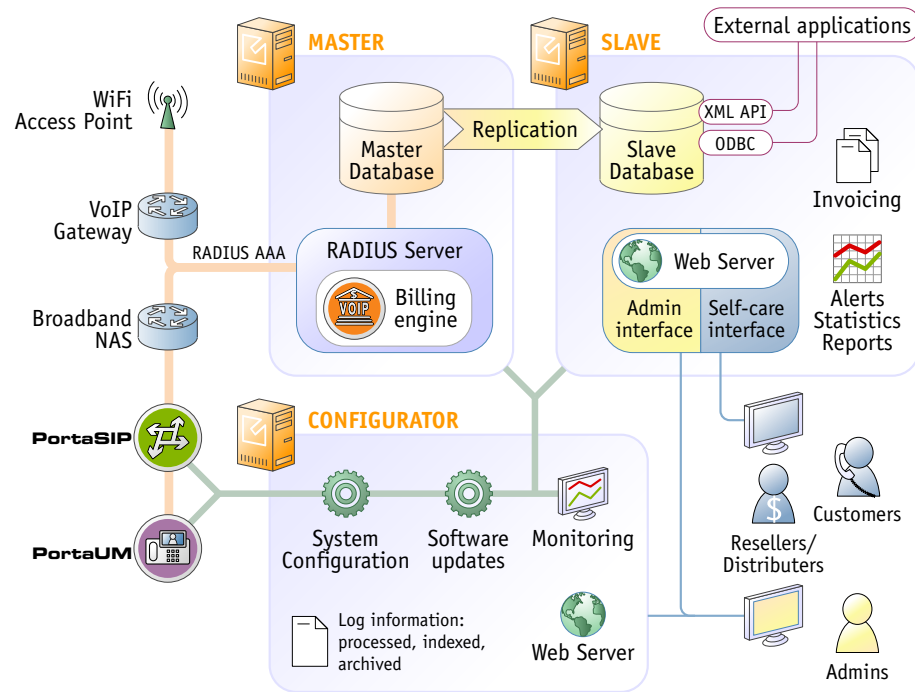 MASTER
SLAVE
External applications
WiFi
Access Point
Master
Database
Replication
Slave
Database
XML API
ODBC
Invoicing
VoIP
Gateway
RADIUS AAA
RADIUS Server
$
VOIP
Billing
engine
Web Server
Admin
interface
Self-care
interface
Alerts
Statistics
Reports
Broadband
NAS
PortaSIP
CONFIGURATOR
System
Configuration
Software
updates
Monitoring
$
Resellers/
Distributers
Customers
PortaUM
Log information:
processed, indexed,
archived
Web Server
Admins